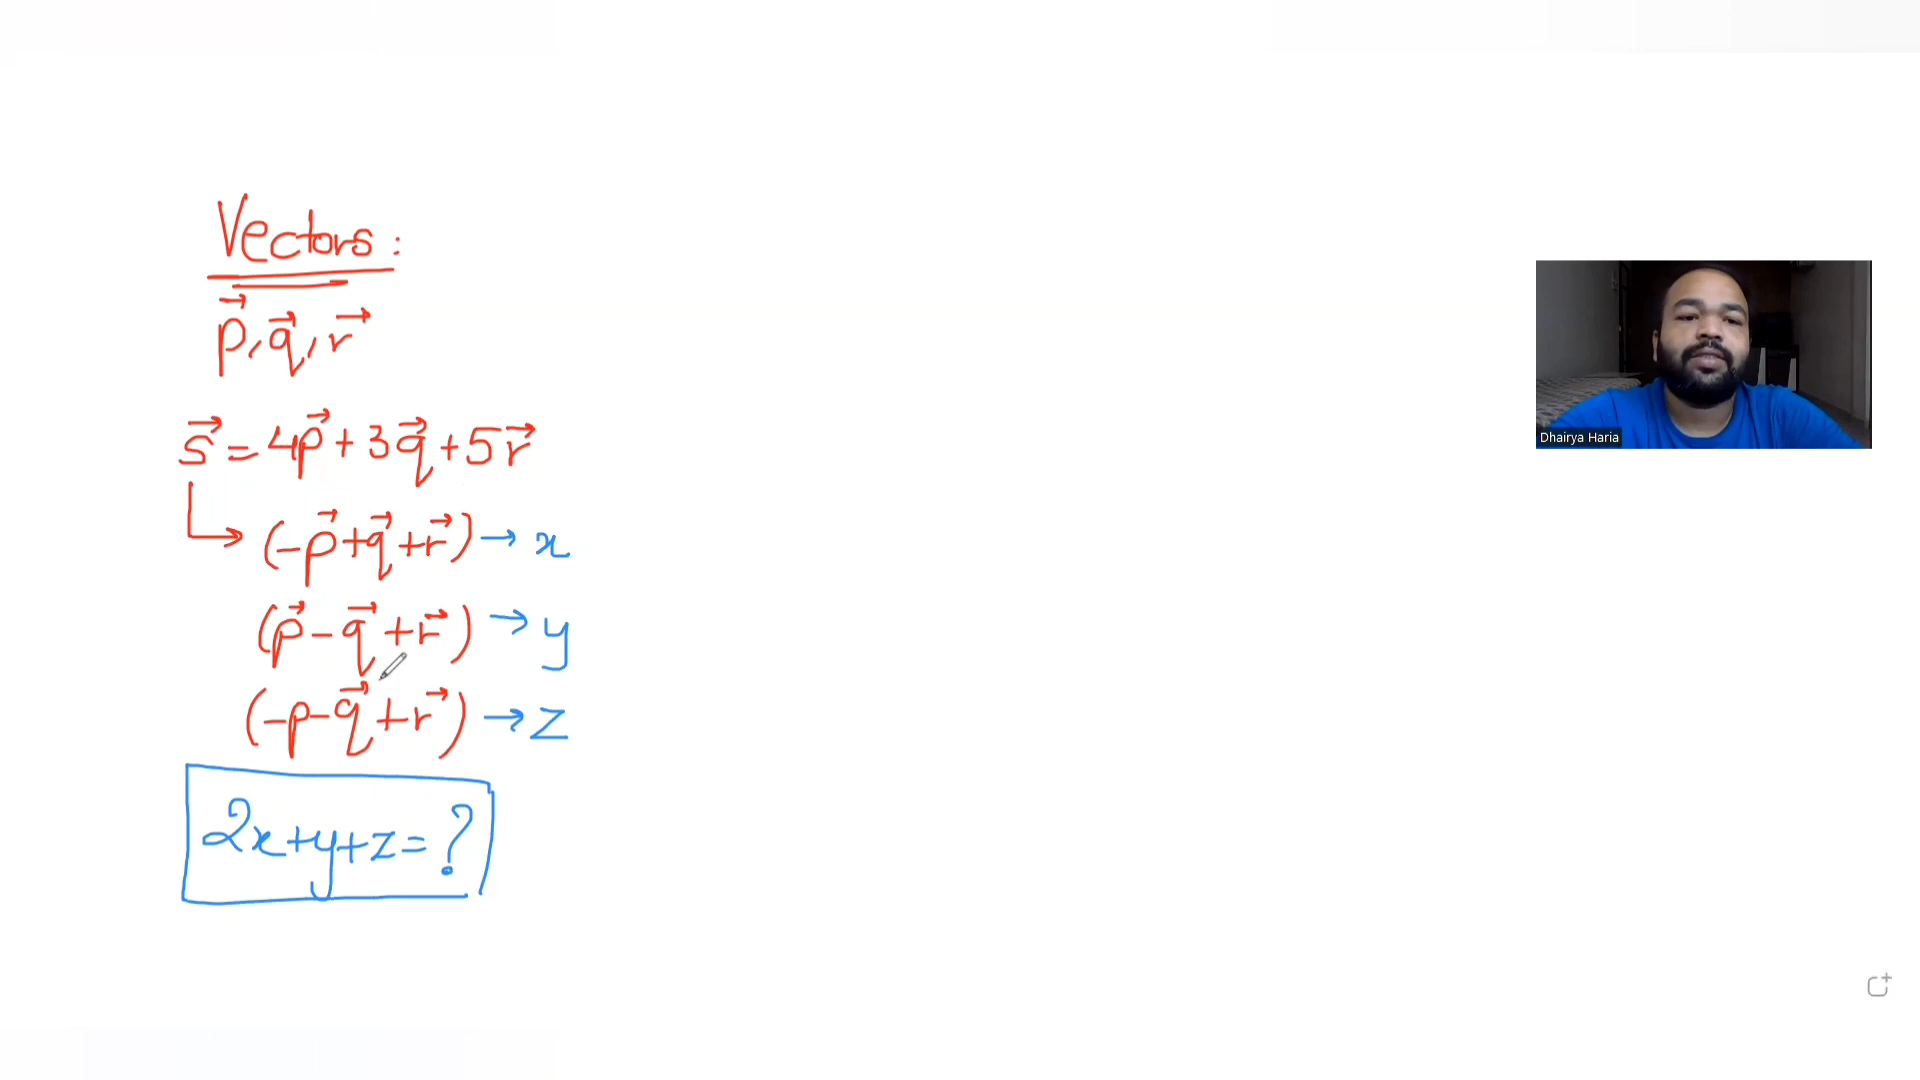 Vectors:
p⃗, q⃗, r⃗
s⃗ = 4p⃗ + 3q⃗ + 5r⃗
(-p⃗ + q⃗ + r⃗) → x
(p⃗ - q⃗ + r⃗) → y
(-p - q⃗ + r⃗) → z
2x + y + z = ?
Dhairya Haria